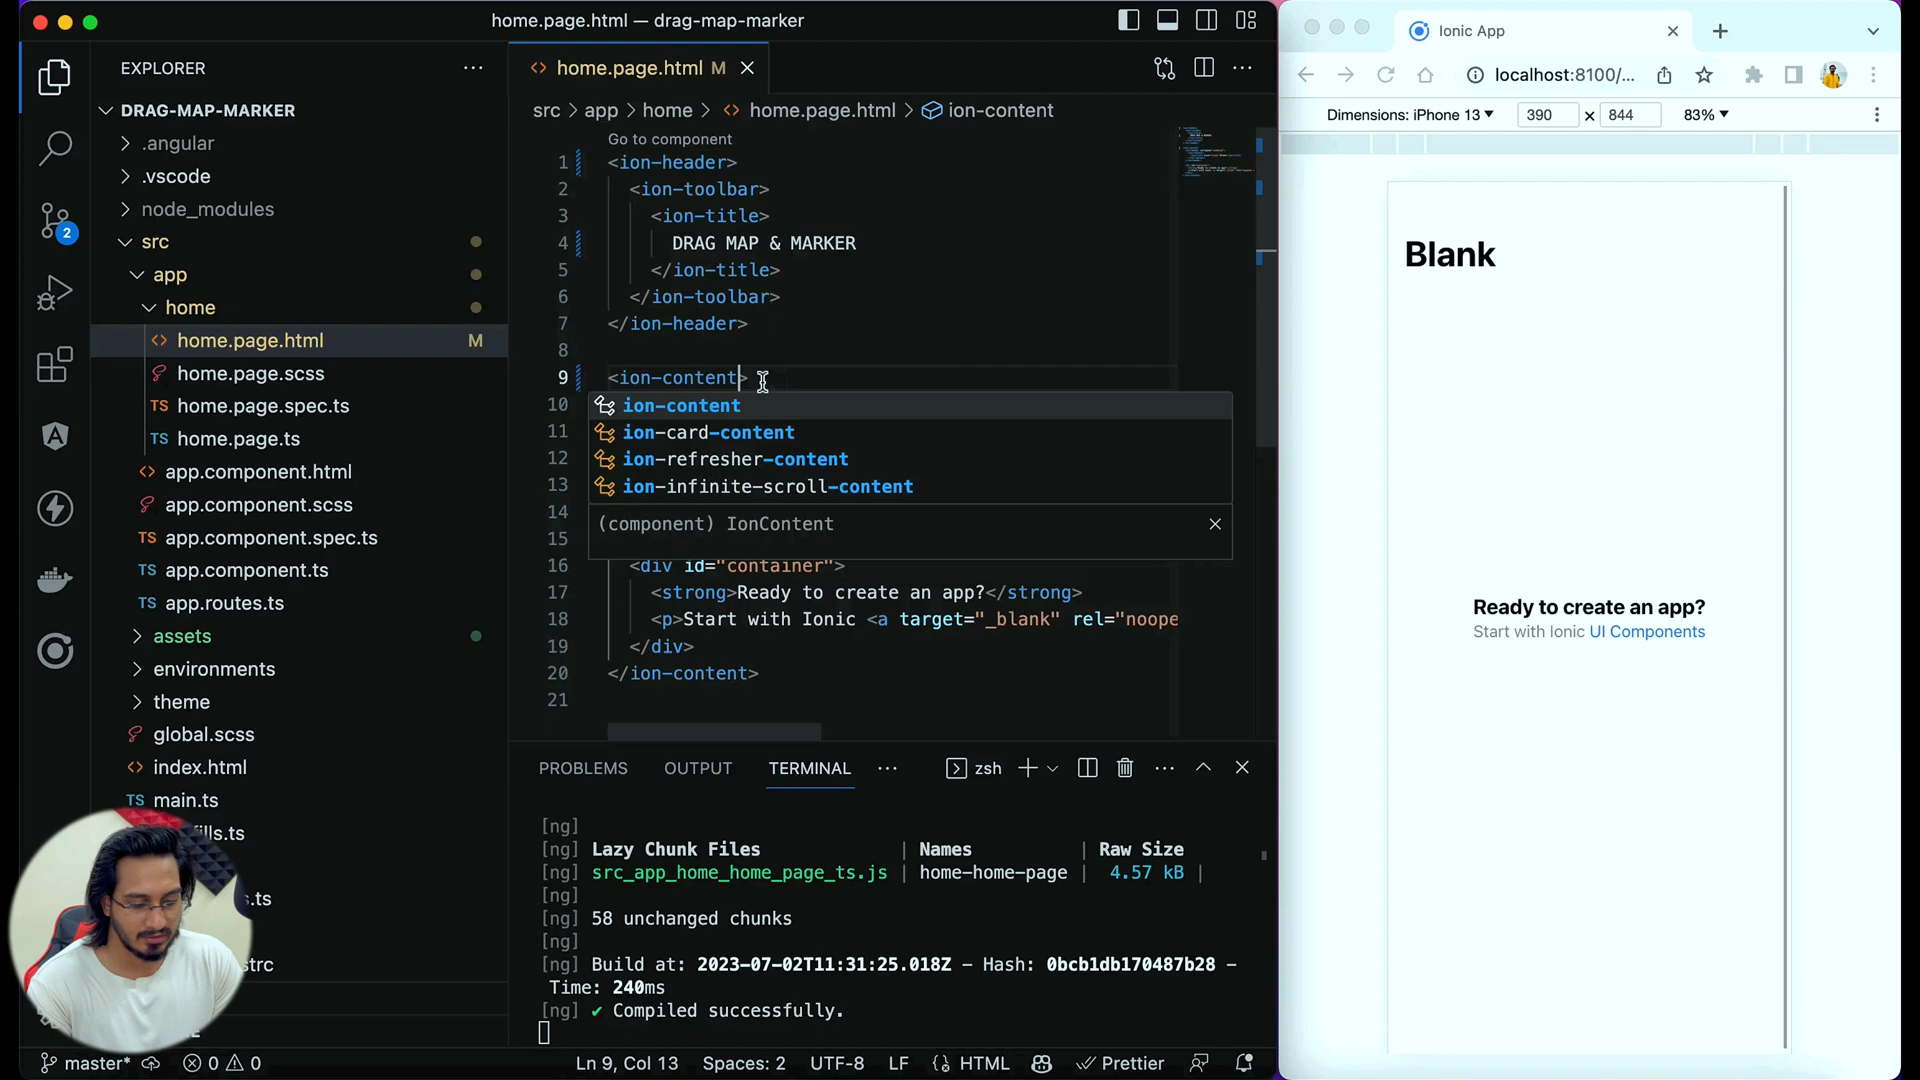 home.page.html — drag-map-marker
EXPLORER
DRAG-MAP-MARKER
.angular
.vscode
node_modules
src
app
home
home.page.html M
home.page.scss
TS home.page.spec.ts
TS home.page.ts
app.component.html
app.component.scss
TS app.component.spec.ts
TS app.component.ts
TS app.routes.ts
assets
environments
theme
global.scss
index.html
TS main.ts
2
home.page.html M
src > app > home > home.page.html > ion-content
Go to component
1 <ion-header>
2 <ion-toolbar>
3 <ion-title>
4 DRAG MAP & MARKER
5 </ion-title>
6 </ion-toolbar>
7 </ion-header>
8
9 <ion-content>
10 ion-content
11 ion-card-content
12 ion-refresher-content
13 ion-infinite-scroll-content
14 (component) IonContent
15
16 <div id="container">
17 <strong>Ready to create an app?</strong>
18 <p>Start with Ionic <a target="_blank" rel="noope
19 </div>
20 </ion-content>
21
PROBLEMS OUTPUT TERMINAL zsh
[ng]
[ng] Lazy Chunk Files | Names | Raw Size
[ng] src_app_home_home_page_ts.js | home-home-page | 4.57 kB |
[ng]
[ng] 58 unchanged chunks
[ng]
[ng] Build at: 2023-07-02T11:31:25.018Z - Hash: 0bcb1db170487b28 -
Time: 240ms
[ng] ✔ Compiled successfully.
master* 0 0 Ln 9, Col 13 Spaces: 2 UTF-8 LF HTML Prettier
Ionic App
localhost:8100/...
Dimensions: iPhone 13 390 × 844 83%
Blank
Ready to create an app?
Start with Ionic UI Components